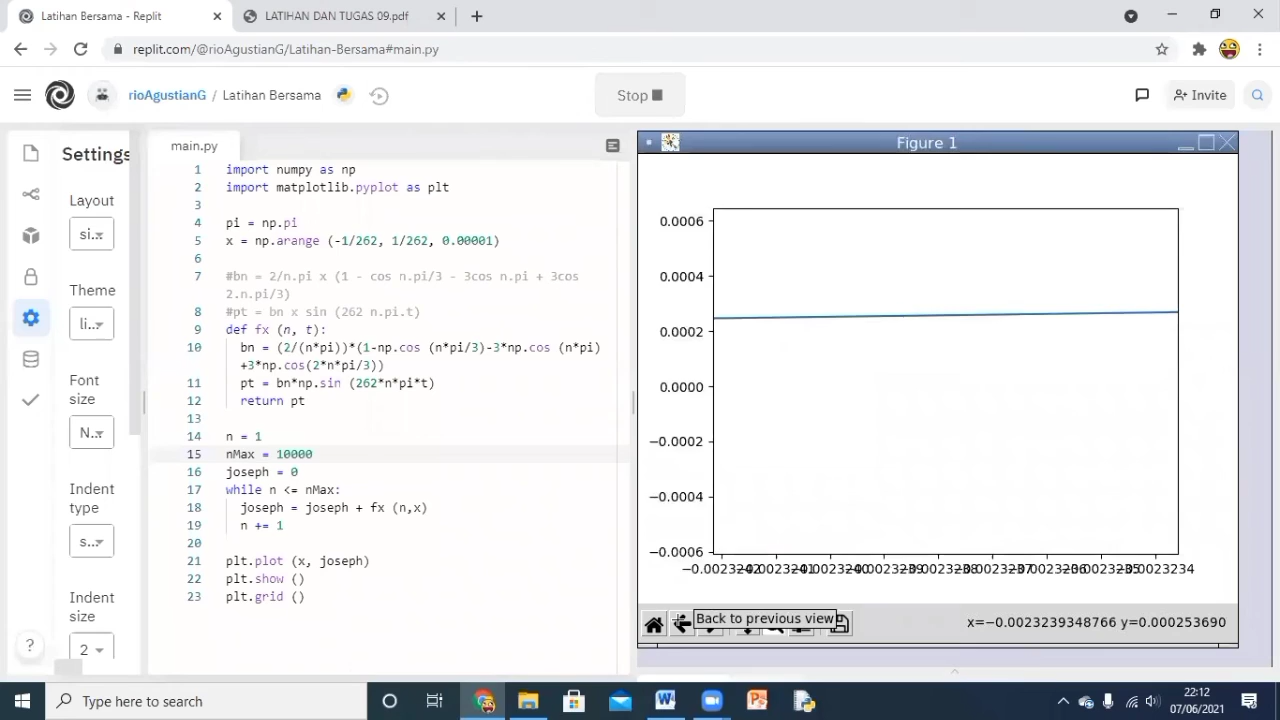 Latihan Bersama - Replit
LATIHAN DAN TUGAS 09.pdf
replit.com/@rioAgustianG/Latihan-Bersama#main.py
rioAgustianG / Latihan Bersama
Stop
Invite
Settings
Layout
si...
Theme
li...
Font
size
N...
Indent
type
s...
Indent
size
2
?
main.py
1 import numpy as np
2 import matplotlib.pyplot as plt
3
4 pi = np.pi
5 x = np.arange (-1/262, 1/262, 0.00001)
6
7 #bn = 2/n.pi x (1 - cos n.pi/3 - 3cos n.pi + 3cos
2.n.pi/3)
8 #pt = bn x sin (262 n.pi.t)
9 def fx (n, t):
10 bn = (2/(n*pi))*(1-np.cos (n*pi/3)-3*np.cos (n*pi)
+3*np.cos(2*n*pi/3))
11 pt = bn*np.sin (262*n*pi*t)
12 return pt
13
14 n = 1
15 nMax = 10000
16 joseph = 0
17 while n <= nMax:
18 joseph = joseph + fx (n,x)
19 n += 1
20
21 plt.plot (x, joseph)
22 plt.show ()
23 plt.grid ()
Figure 1
0.0006
0.0004
0.0002
0.0000
−0.0002
−0.0004
−0.0006
Back to previous view
x=−0.0023239348766 y=0.000253690
Type here to search
22:12
07/06/2021